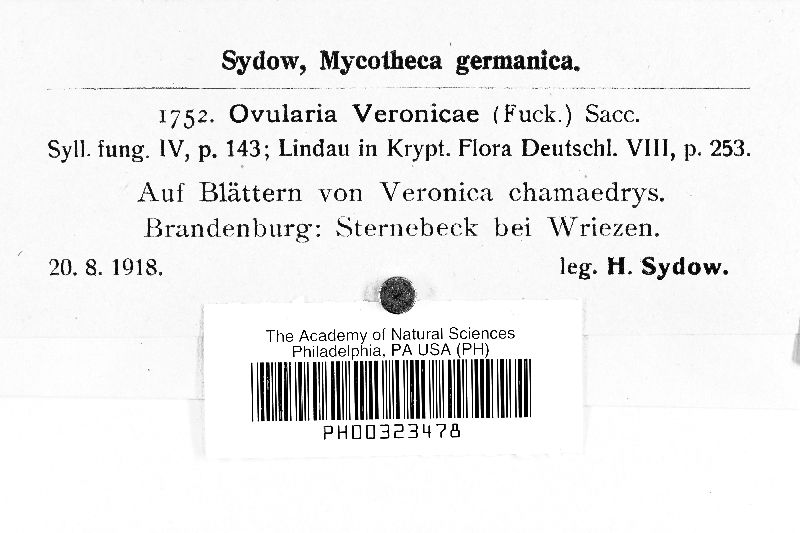 Sydow, Mycotheca germanica.
1752. Ovularia Veronicae (Fuck.) Sacc.
Syll. fung. IV, p. 143; Lindau in Krypt. Flora Deutschl. VIII, p. 253.
Auf Blättern von Veronica chamaedrys.
Brandenburg: Sternebeck bei Wriezen.
20. 8. 1918. leg. H. Sydow.
The Academy of Natural Sciences
Philadelphia, PA USA (PH)
PH00323478